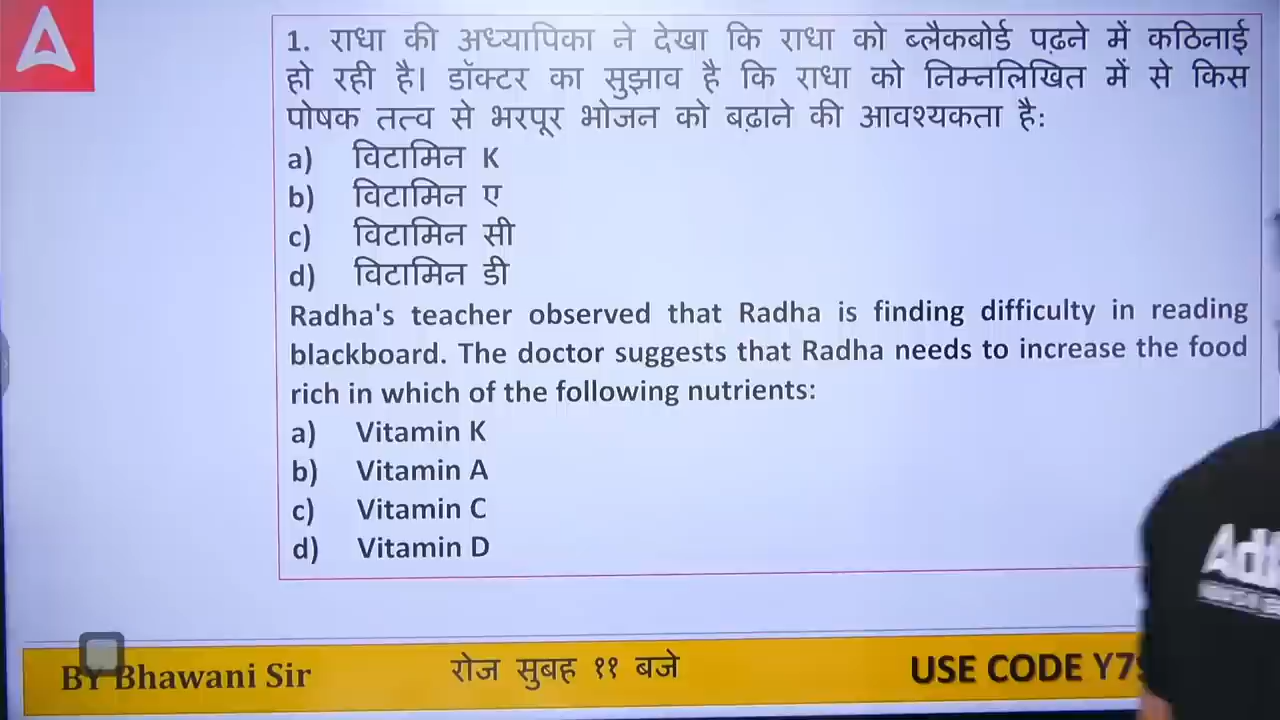 1. राधा की अध्यापिका ने देखा कि राधा को ब्लैकबोर्ड पढ़ने में कठिनाई
हो रही है। डॉक्टर का सुझाव है कि राधा को निम्नलिखित में से किस
पोषक तत्व से भरपूर भोजन को बढ़ाने की आवश्यकता है:
a) विटामिन K
b) विटामिन ए
c) विटामिन सी
d) विटामिन डी
Radha's teacher observed that Radha is finding difficulty in reading
blackboard. The doctor suggests that Radha needs to increase the food
rich in which of the following nutrients:
a) Vitamin K
b) Vitamin A
c) Vitamin C
d) Vitamin D
BY Bhawani Sir
रोज सुबह ११ बजे
USE CODE